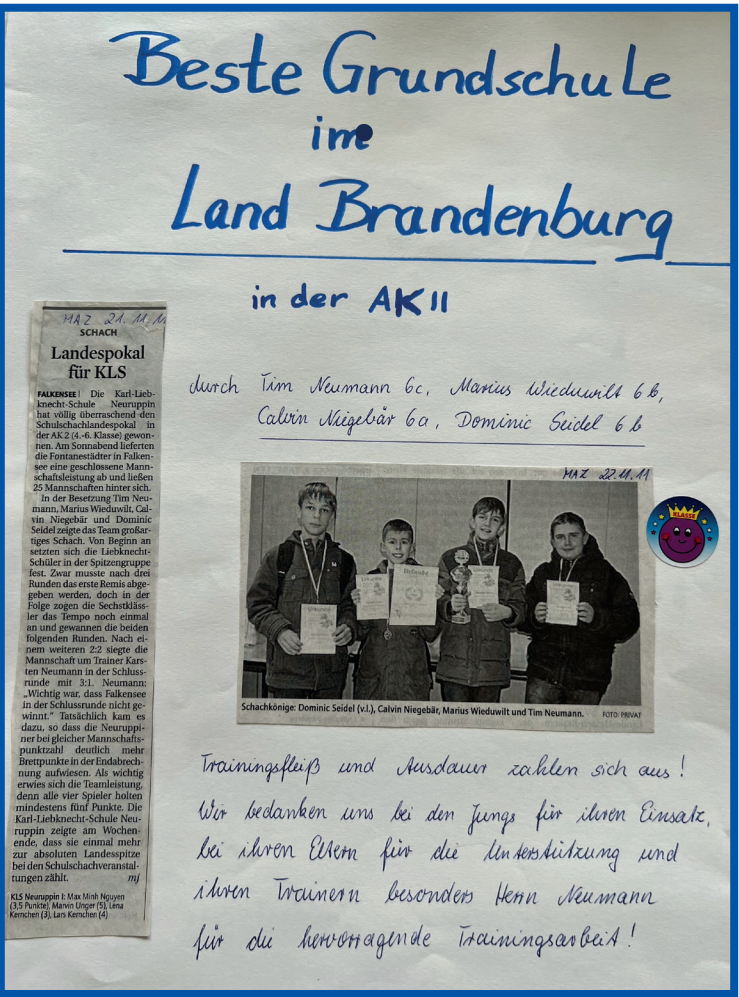 Beste Grundschule
im
Land Brandenburg
in der AK II
MAZ 21.11.11
SCHACH
Landespokal
für KLS
FALKENSEE | Die Karl-Lieb-
knecht-Schule Neuruppin
hat völlig überraschend den
Schulschachlandespokal in
der AK 2 (4.-6. Klasse) gewon-
nen. Am Sonnabend lieferten
die Fontanestädter in Falken-
see eine geschlossene Mann-
schaftsleistung ab und ließen
25 Mannschaften hinter sich.
In der Besetzung Tim Neu-
mann, Marius Wieduwilt, Cal-
vin Niegebär und Dominic
Seidel zeigte das Team großar-
tiges Schach. Von Beginn an
setzten sich die Liebknecht-
Schüler in der Spitzengruppe
fest. Zwar musste nach drei
Runden das erste Remis abge-
geben werden, doch in der
Folge zogen die Sechstkläss-
ler das Tempo noch einmal
an und gewannen die beiden
folgenden Runden. Nach ei-
nem weiteren 2:2 siegte die
Mannschaft um Trainer Kars-
ten Neumann in der Schluss-
runde mit 3:1. Neumann:
„Wichtig war, dass Falkensee
in der Schlussrunde nicht ge-
winnt.“ Tatsächlich kam es
dazu, so dass die Neuruppi-
ner bei gleicher Mannschafts-
punktzahl deutlich mehr
Brettpunkte in der Endabrech-
nung aufwiesen. Als wichtig
erwies sich die Teamleistung,
denn alle vier Spieler holten
mindestens fünf Punkte. Die
Karl-Liebknecht-Schule Neu-
ruppin zeigte am Wochen-
ende, dass sie einmal mehr
zur absoluten Landesspitze
bei den Schulschachveranstal-
tungen zählt. mj
KLS Neuruppin I: Max Minh Nguyen
(3,5 Punkte), Marvin Unger (5), Lena
Kernchen (3), Lars Kernchen (4)
durch Tim Neumann 6c, Marius Wieduwilt 6b,
Calvin Niegebär 6a, Dominic Seidel 6b
MAZ 22.11.11
KLASSE
Urkunde
Urkunde
Urkunde
Schachkönige: Dominic Seidel (v.l.), Calvin Niegebär, Marius Wieduwilt und Tim Neumann.
FOTO: PRIVAT
Trainingsfleiß und Ausdauer zahlen sich aus!
Wir bedanken uns bei den Jungs für ihren Einsatz,
bei ihren Eltern für die Unterstützung und
ihren Trainern besonders Herrn Neumann
für die hervorragende Trainingsarbeit!